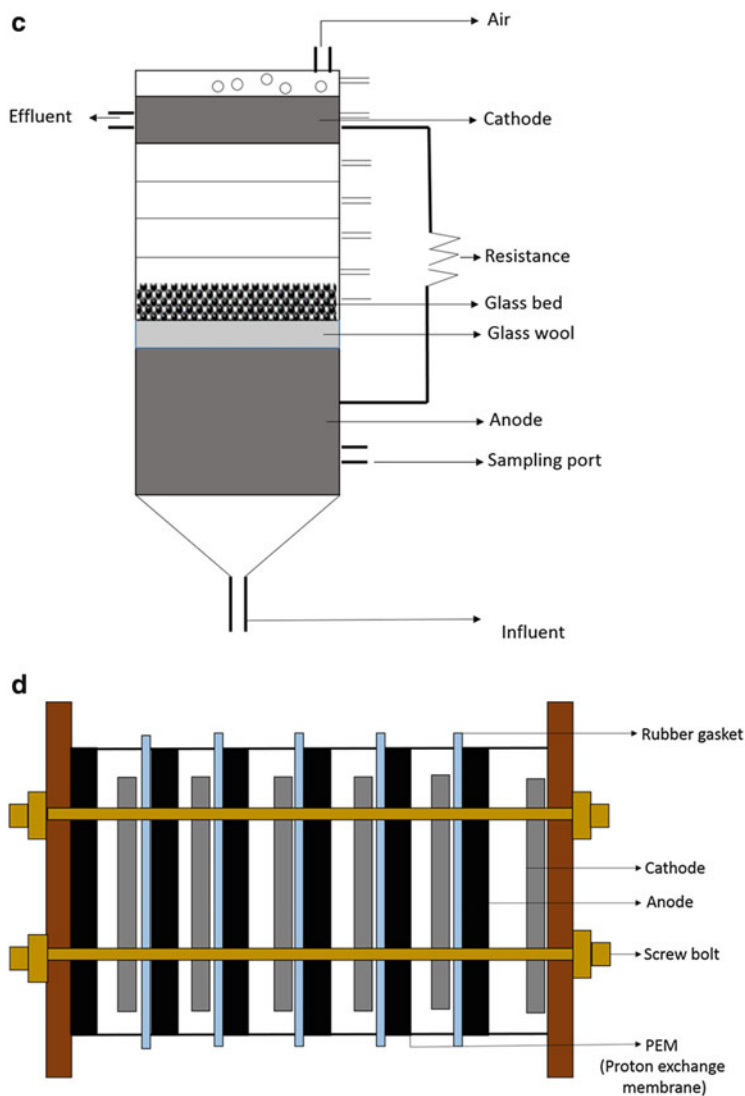 c
Air
Effluent
Cathode
Resistance
Glass bed
Glass wool
Anode
Sampling port
Influent
d
Rubber gasket
Cathode
Anode
Screw bolt
PEM
(Proton exchange
membrane)